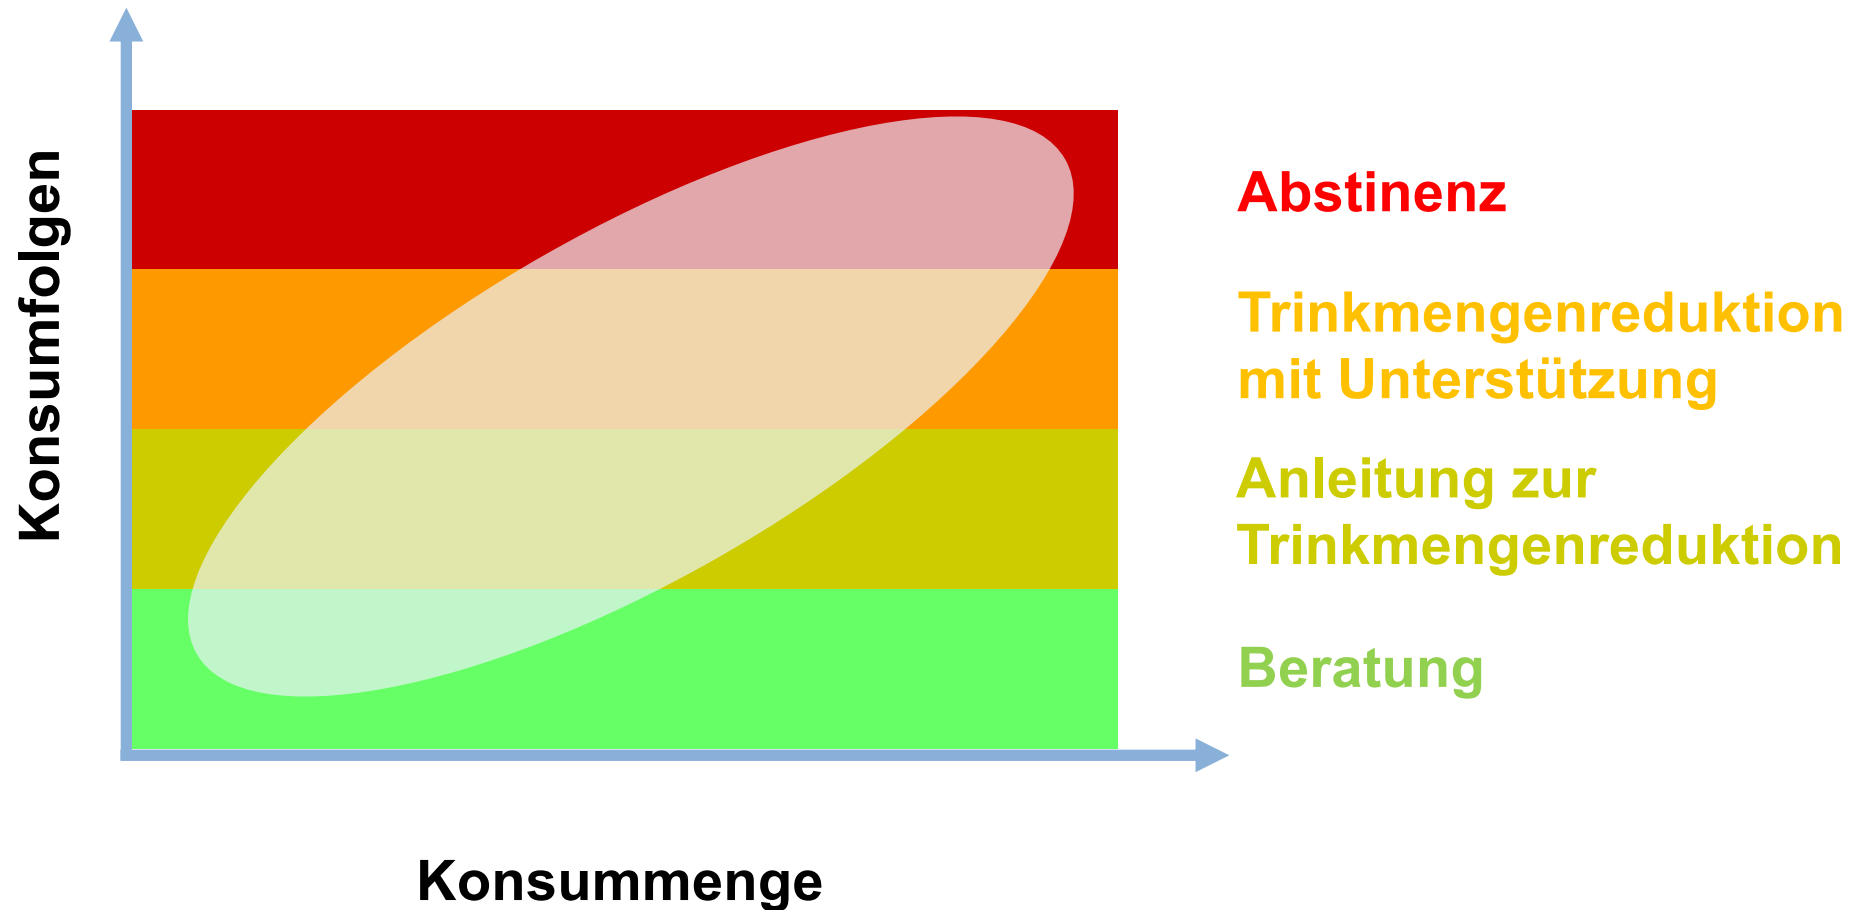 Konsumfolgen
Abstinenz
Trinkmengenreduktion
mit Unterstützung
Anleitung zur
Trinkmengenreduktion
Beratung
Konsummenge